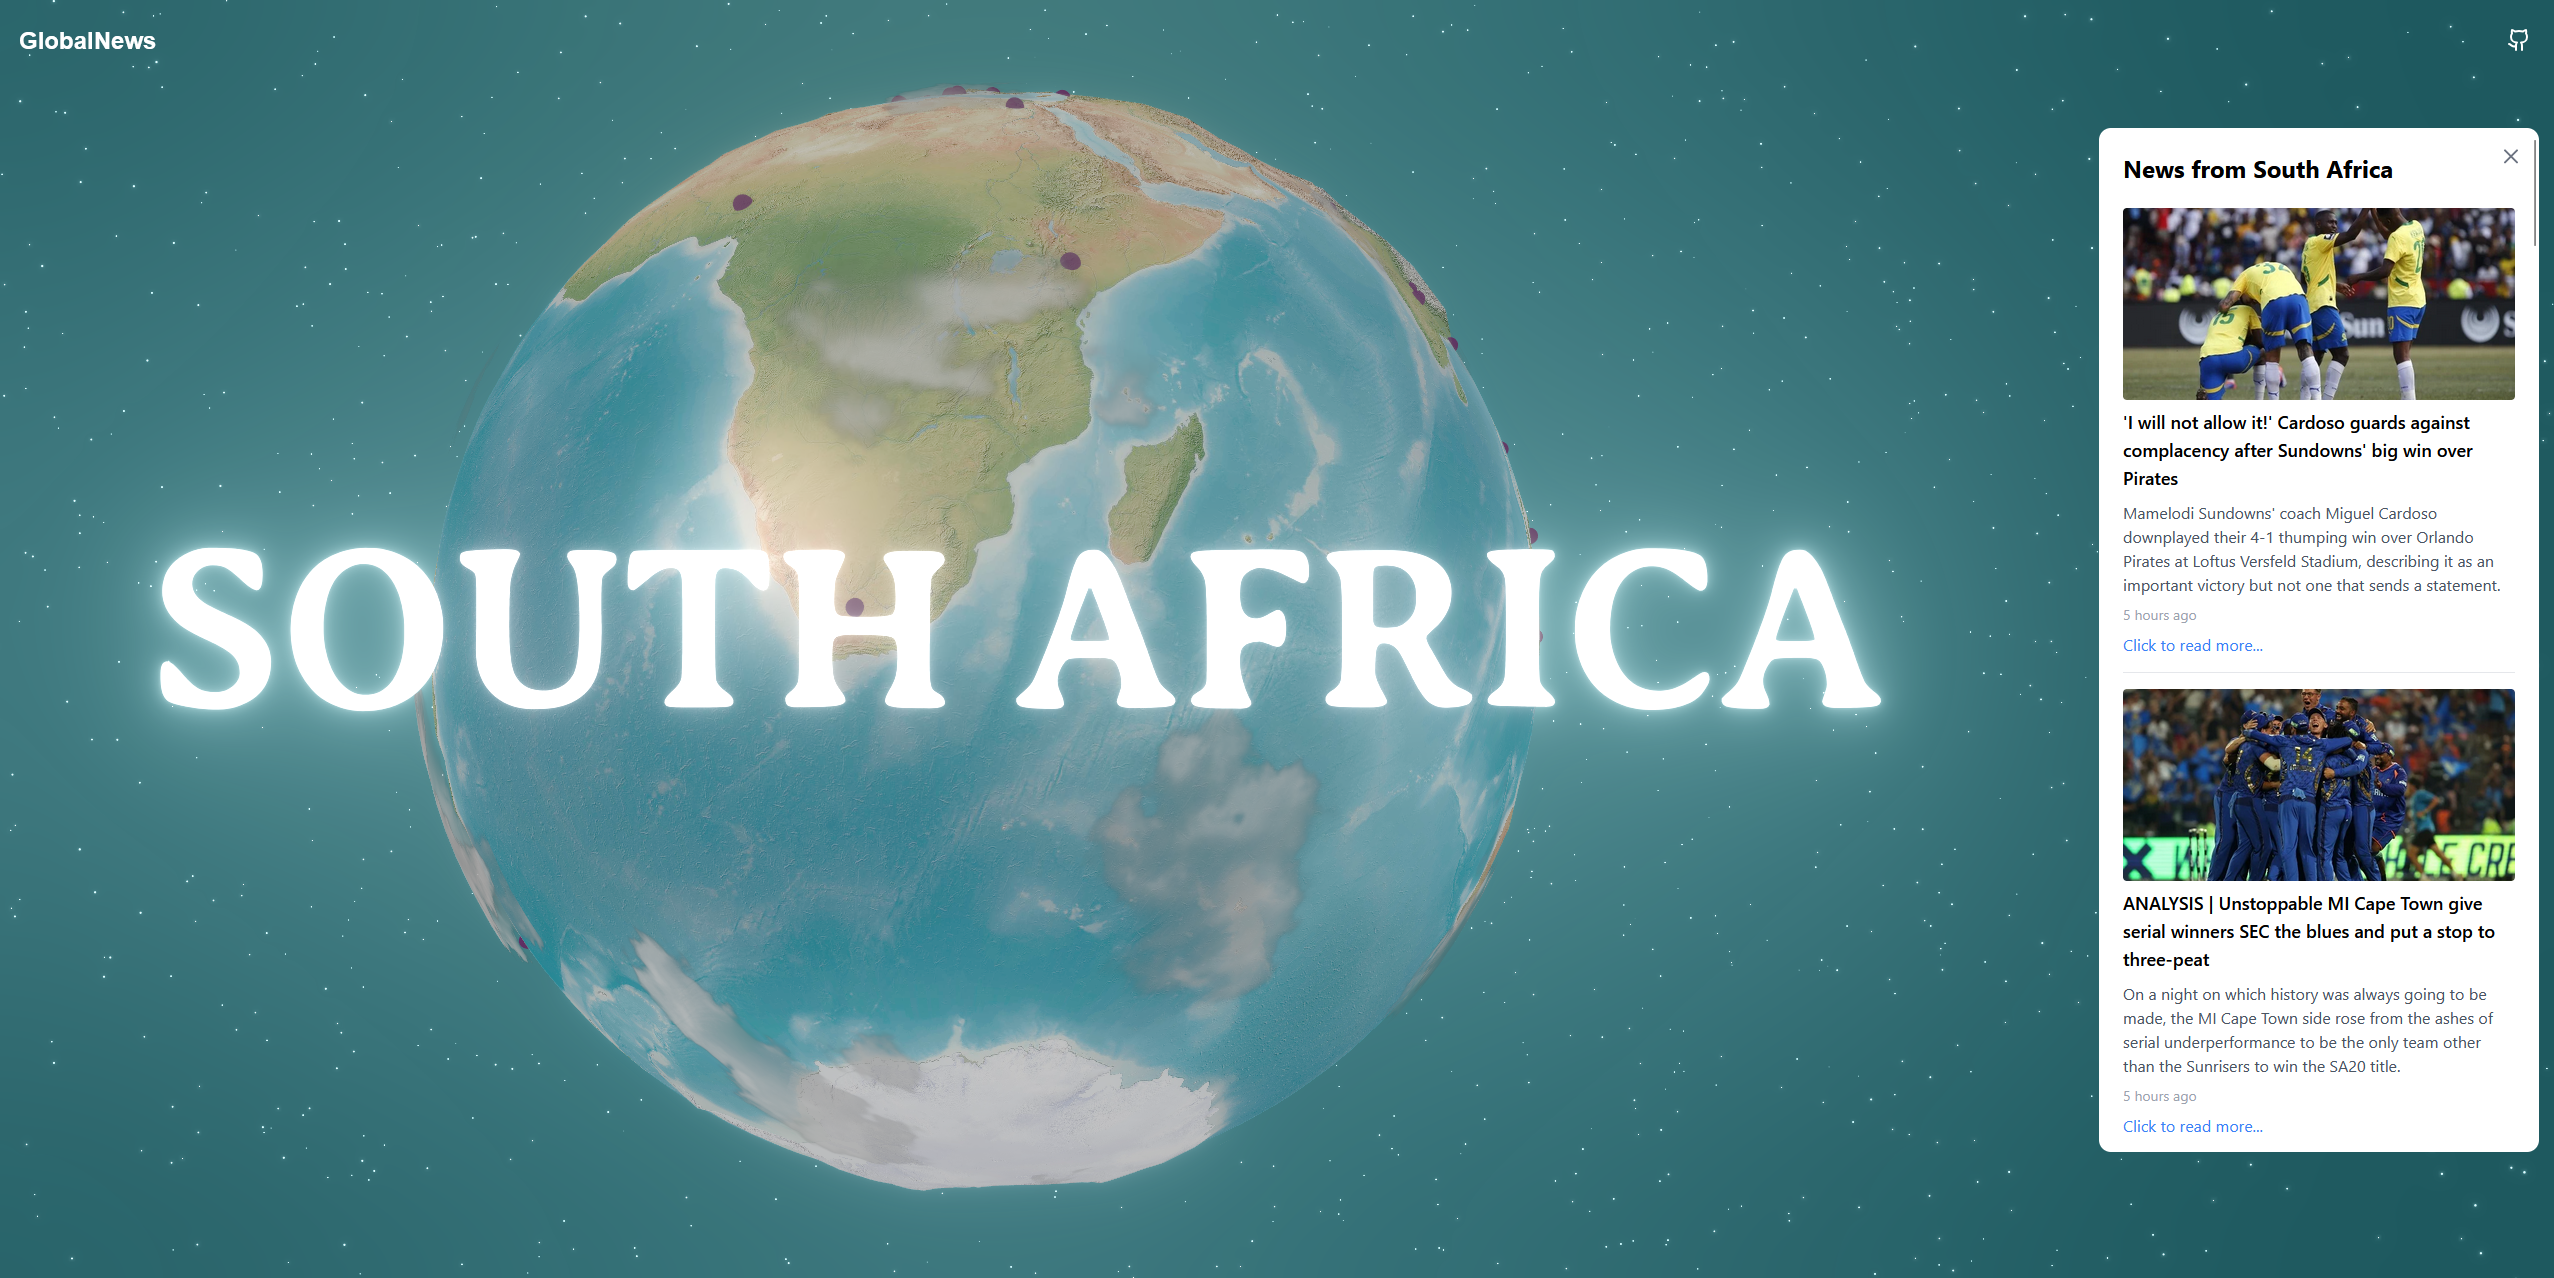 GlobalNews
SOUTH AFRICA
News from South Africa
'I will not allow it!' Cardoso guards against
complacency after Sundowns' big win over
Pirates
Mamelodi Sundowns' coach Miguel Cardoso
downplayed their 4-1 thumping win over Orlando
Pirates at Loftus Versfeld Stadium, describing it as an
important victory but not one that sends a statement.
5 hours ago
Click to read more...
ANALYSIS | Unstoppable MI Cape Town give
serial winners SEC the blues and put a stop to
three-peat
On a night on which history was always going to be
made, the MI Cape Town side rose from the ashes of
serial underperformance to be the only team other
than the Sunrisers to win the SA20 title.
5 hours ago
Click to read more...